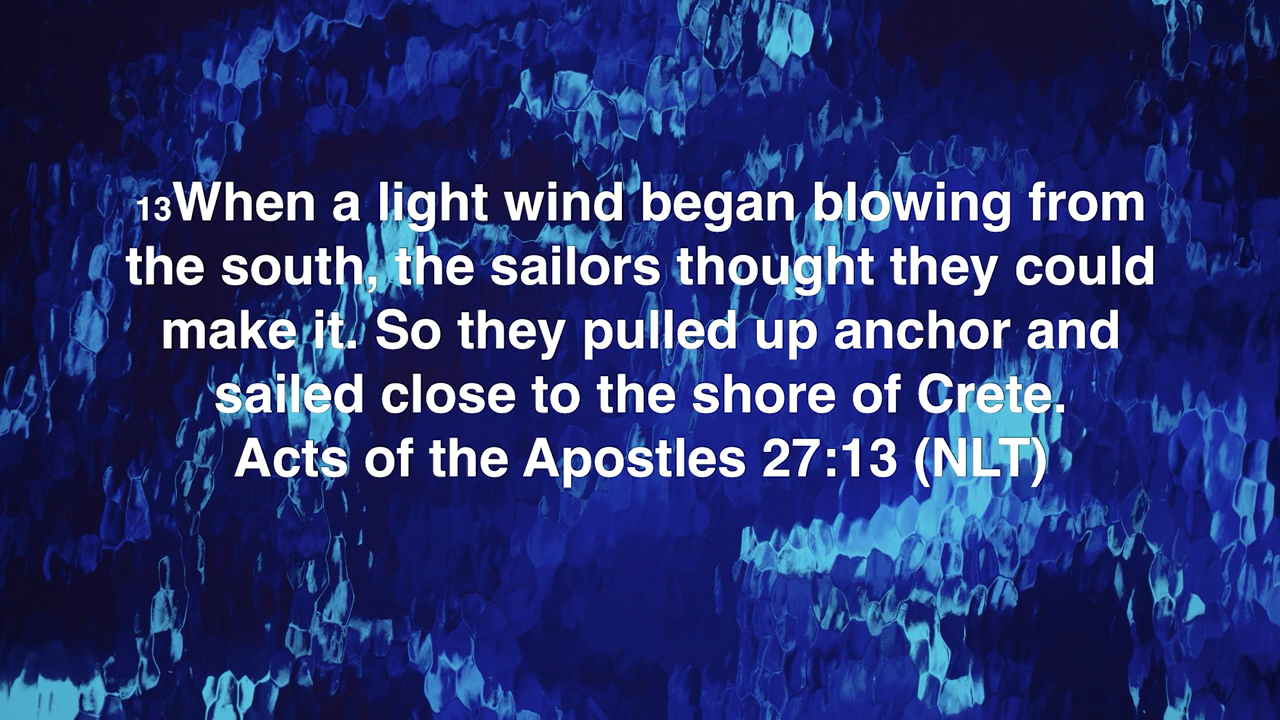 13When a light wind began blowing from
the south, the sailors thought they could
make it. So they pulled up anchor and
sailed close to the shore of Crete.
Acts of the Apostles 27:13 (NLT)